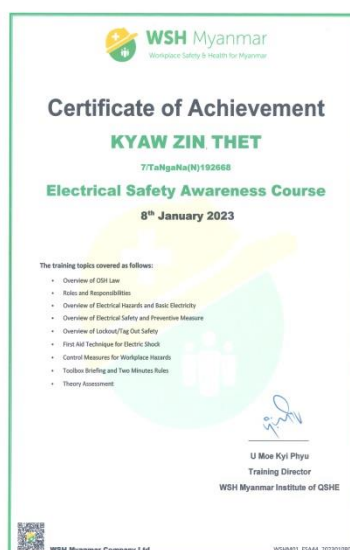 WSH Myanmar
Workplace Safety & Health for Myanmar
Certificate of Achievement
KYAW ZIN THET
7/TaNgaNa(N)192668
Electrical Safety Awareness Course
8th January 2023
The training topics covered as follows:
• Overview of OSH Law
• Roles and Responsibilities
• Overview of Electrical Hazards and Basic Electricity
• Overview of Electrical Safety and Preventive Measure
• Overview of Lockout/Tag Out Safety
• First Aid Technique for Electric Shock
• Control Measures for Workplace Hazards
• Toolbox Briefing and Two Minutes Rules
• Theory Assessment
U Moe Kyi Phyu
Training Director
WSH Myanmar Institute of QSHE
WSH Myanmar Company Ltd